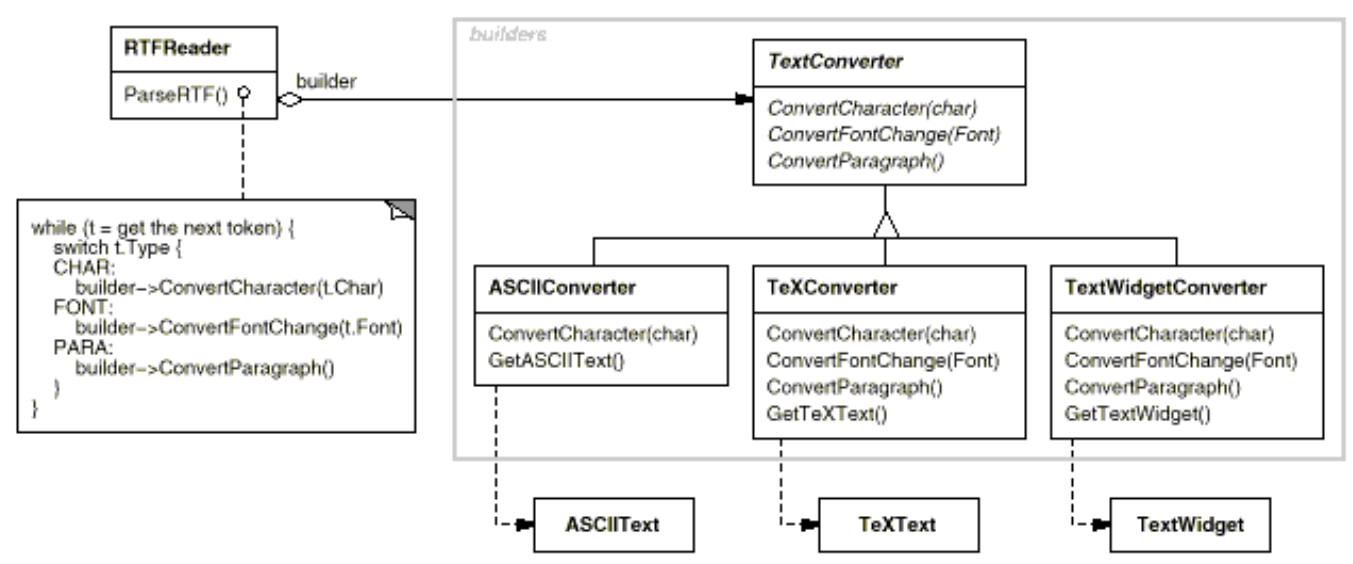 RTFReader
ParseRTF()
builder
builders
TextConverter
ConvertCharacter(char)
ConvertFontChange(Font)
ConvertParagraph()
while (t = get the next token) {
switch t.Type {
CHAR:
builder->ConvertCharacter(t.Char)
FONT:
builder->ConvertFontChange(t.Font)
PARA:
builder->ConvertParagraph()
}
}
ASCIIConverter
ConvertCharacter(char)
GetASCIIText()
TeXConverter
ConvertCharacter(char)
ConvertFontChange(Font)
ConvertParagraph()
GetTeXText()
TextWidgetConverter
ConvertCharacter(char)
ConvertFontChange(Font)
ConvertParagraph()
GetTextWidget()
ASCIIText
TeXText
TextWidget